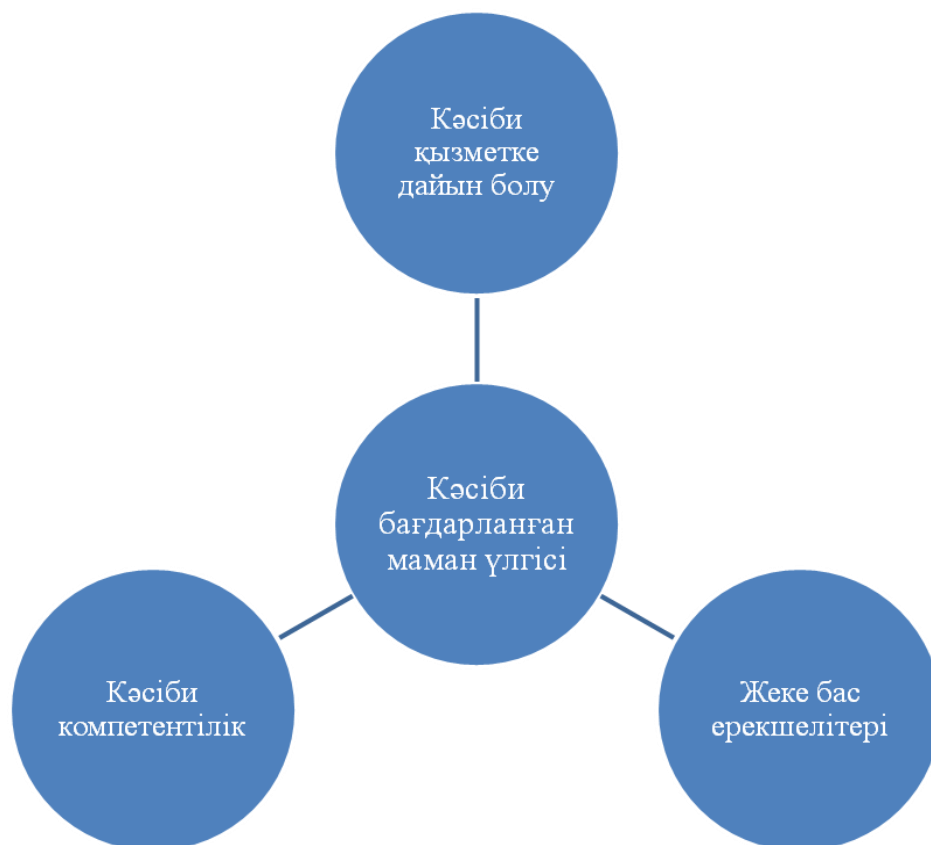 Кәсіби
қызметке
дайын болу
Кәсіби
бағдарланған
маман үлгісі
Кәсіби
компетентілік
Жеке бас
ерекшелітері